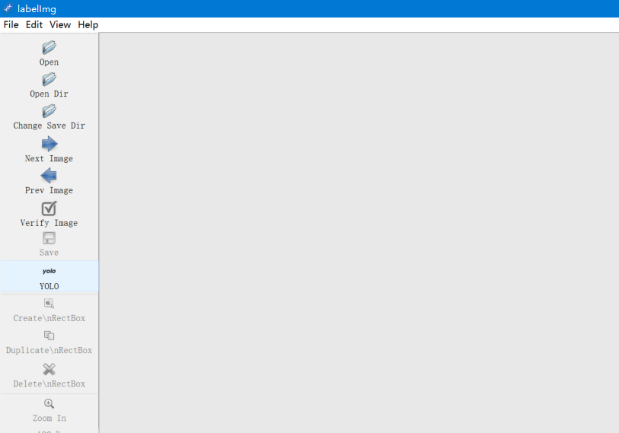 labelImg
File Edit View Help
Open
Open Dir
Change Save Dir
Next Image
Prev Image
Verify Image
Save
yolo
YOLO
Create\nRectBox
Duplicate\nRectBox
Delete\nRectBox
Zoom In